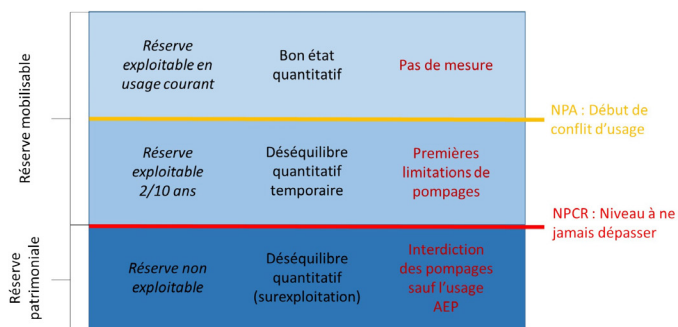 Réserve mobilisable
Réserve
exploitable en
usage courant
Bon état
quantitatif
Pas de mesure
NPA : Début de
conflit d'usage
Réserve
exploitable
2/10 ans
Déséquilibre
quantitatif
temporaire
Premières
limitations de
pompages
NPCR : Niveau à ne
jamais dépasser
Réserve
patrimoniale
Réserve non
exploitable
Déséquilibre
quantitatif
(surexploitation)
Interdiction
des pompages
sauf l'usage
AEP